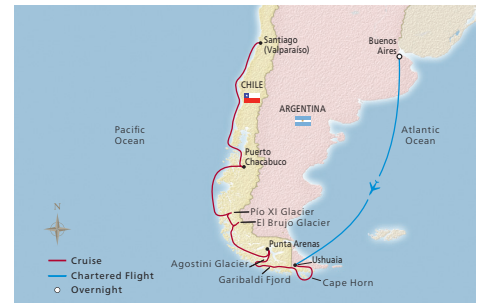 Santiago
(Valparaíso)
Buenos
Aires
CHILE
ARGENTINA
Pacific
Ocean
Atlantic
Ocean
Puerto
Chacabuco
N
Pío XI Glacier
El Brujo Glacier
Punta Arenas
Cruise
Agostini Glacier
Ushuaia
Chartered Flight
Garibaldi Fjord
Cape Horn
Overnight